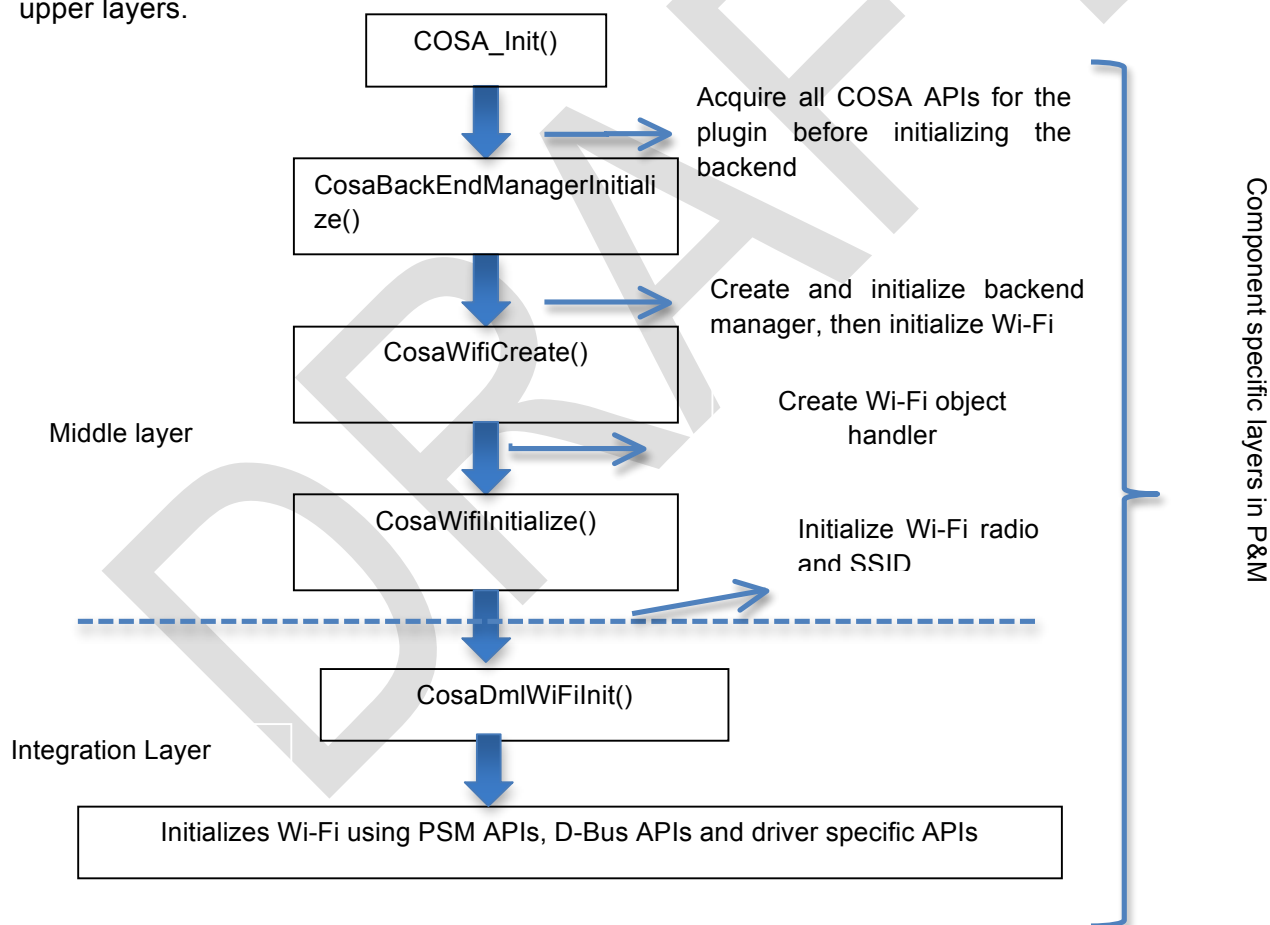 upper layers.
COSA_Init()
Acquire all COSA APIs for the
plugin before initializing the
backend
CosaBackEndManagerInitiali
ze()
Create and initialize backend
manager, then initialize Wi-Fi
CosaWifiCreate()
Create Wi-Fi object
handler
Middle layer
CosaWifiInitialize()
Initialize Wi-Fi radio
and SSID
CosaDmlWiFiInit()
Integration Layer
Initializes Wi-Fi using PSM APIs, D-Bus APIs and driver specific APIs
Component specific layers in P&M
DRAF